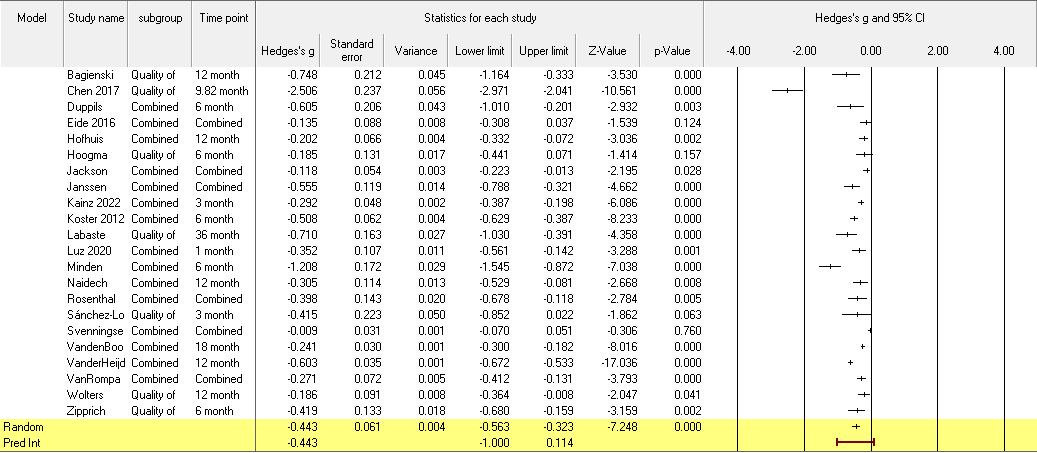 Model Study name subgroup Time point Statistics for each study Hedges's g and 95% CI
Hedges's g Standard error Variance Lower limit Upper limit Z-Value p-Value -4.00 -2.00 0.00 2.00 4.00
Bagienski Quality of 12 month -0.748 0.212 0.045 -1.164 -0.333 -3.530 0.000
Chen 2017 Quality of 9.82 month -2.506 0.237 0.056 -2.971 -2.041 -10.561 0.000
Duppils Combined 6 month -0.605 0.206 0.043 -1.010 -0.201 -2.932 0.003
Eide 2016 Combined Combined -0.135 0.088 0.008 -0.308 0.037 -1.539 0.124
Hofhuis Combined 12 month -0.202 0.066 0.004 -0.332 -0.072 -3.036 0.002
Hoogma Quality of 6 month -0.185 0.131 0.017 -0.441 0.071 -1.414 0.157
Jackson Combined Combined -0.118 0.054 0.003 -0.223 -0.013 -2.195 0.028
Janssen Combined Combined -0.555 0.119 0.014 -0.788 -0.321 -4.662 0.000
Kainz 2022 Combined 3 month -0.292 0.048 0.002 -0.387 -0.198 -6.086 0.000
Koster 2012 Combined 6 month -0.508 0.062 0.004 -0.629 -0.387 -8.233 0.000
Labaste Quality of 36 month -0.710 0.163 0.027 -1.030 -0.391 -4.358 0.000
Luz 2020 Combined 1 month -0.352 0.107 0.011 -0.561 -0.142 -3.288 0.001
Minden Combined 6 month -1.208 0.172 0.029 -1.545 -0.872 -7.038 0.000
Naidech Combined 12 month -0.305 0.114 0.013 -0.529 -0.081 -2.668 0.008
Rosenthal Combined Combined -0.398 0.143 0.020 -0.678 -0.118 -2.784 0.005
Sánchez-Lo Quality of 3 month -0.415 0.223 0.050 -0.852 0.022 -1.862 0.063
Svenningse Combined Combined -0.009 0.031 0.001 -0.070 0.051 -0.306 0.760
VandenBoo Combined 18 month -0.241 0.030 0.001 -0.300 -0.182 -8.016 0.000
VanderHeijd Combined 12 month -0.603 0.035 0.001 -0.672 -0.533 -17.036 0.000
VanRompa Combined Combined -0.271 0.072 0.005 -0.412 -0.131 -3.793 0.000
Wolters Quality of 12 month -0.186 0.091 0.008 -0.364 -0.008 -2.047 0.041
Zipprich Quality of 6 month -0.419 0.133 0.018 -0.680 -0.159 -3.159 0.002
Random -0.443 0.061 0.004 -0.563 -0.323 -7.248 0.000
Pred Int -0.443 -1.000 0.114